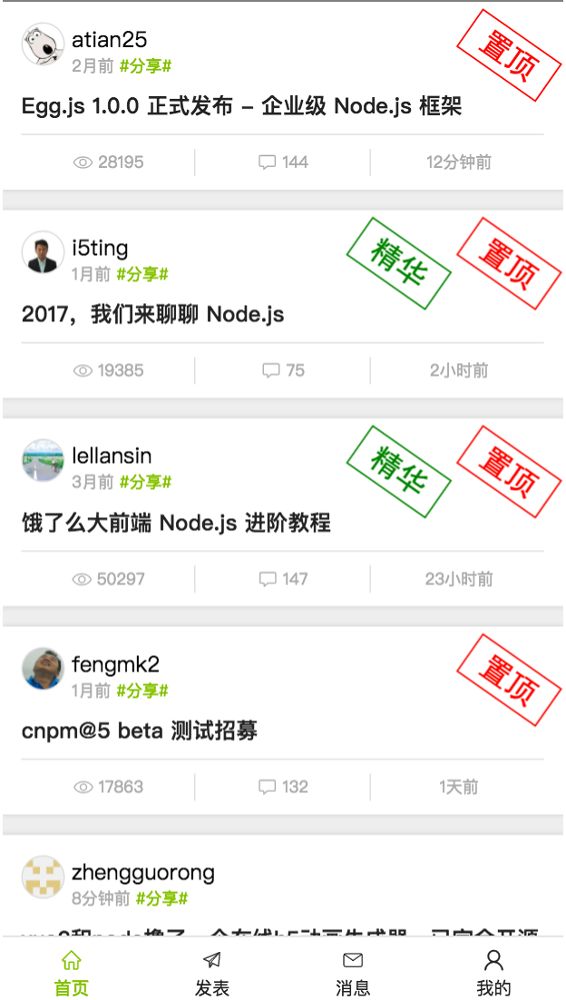 atian25
置顶
2月前 #分享#
Egg.js 1.0.0 正式发布 - 企业级 Node.js 框架
28195 144 12分钟前
i5ting
精华 置顶
1月前 #分享#
2017，我们来聊聊 Node.js
19385 75 2小时前
lellansin
精华 置顶
3月前 #分享#
饿了么大前端 Node.js 进阶教程
50297 147 23小时前
fengmk2
置顶
1月前 #分享#
cnpm@5 beta 测试招募
17863 132 1天前
zhengguorong
8分钟前 #分享#
首页 发表 消息 我的